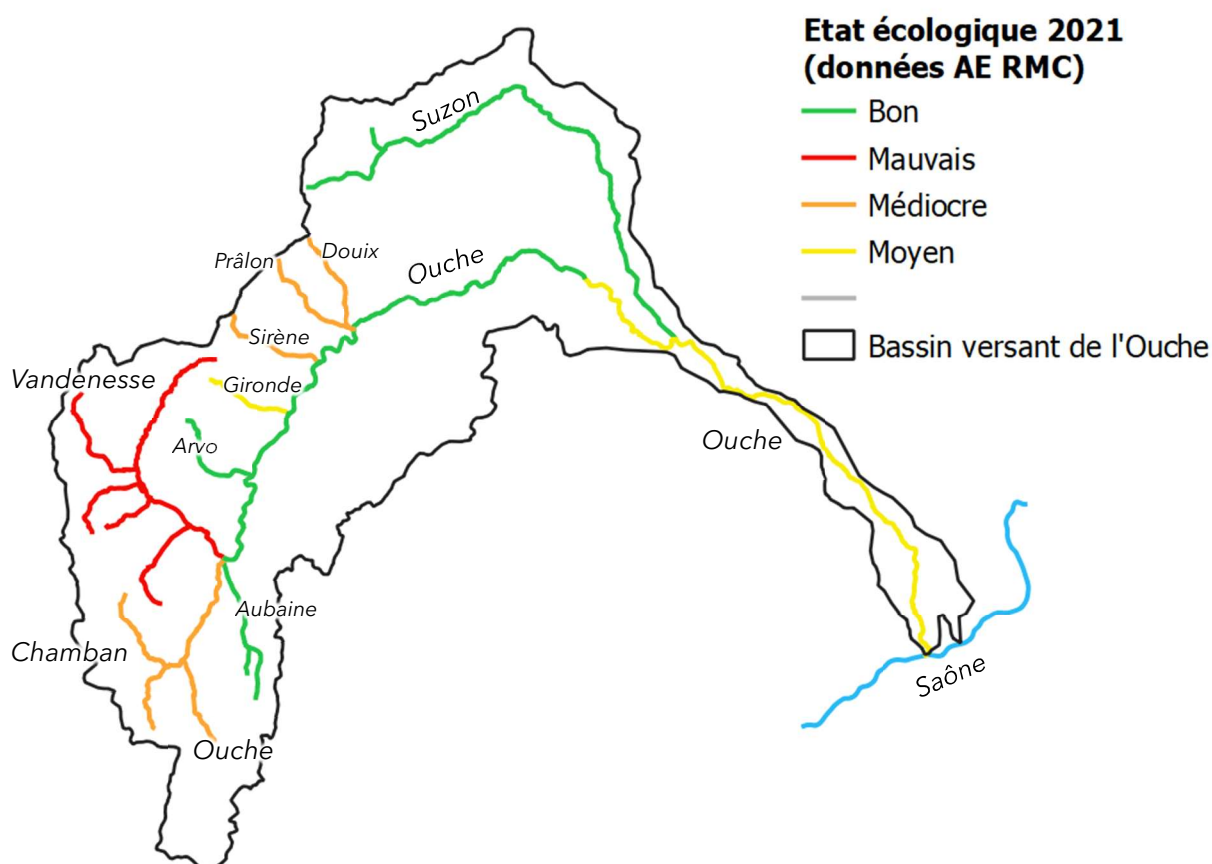 Etat écologique 2021
(données AE RMC)
Bon
Mauvais
Médiocre
Moyen
Bassin versant de l'Ouche
Suzon
Douix
Prâlon
Ouche
Sirène
Vandenesse
Gironde
Arvo
Ouche
Aubaine
Chamban
Saône
Ouche